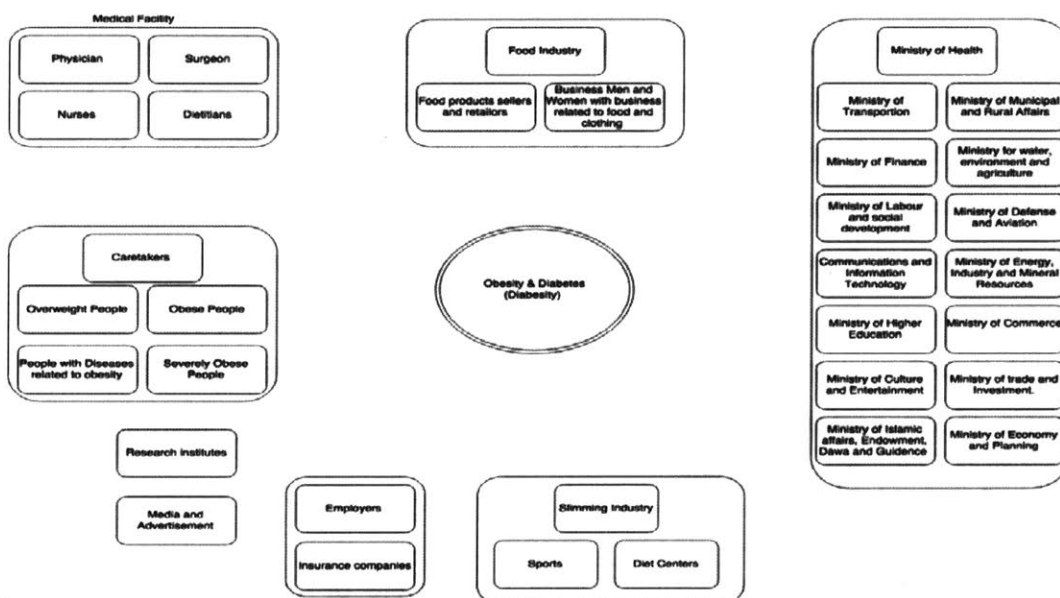 Medical Facility
Physician
Surgeon
Nurses
Dietitians
Food Industry
Food products sellers
and retailors
Business Men and
Women with business
related to food and
clothing
Ministry of Health
Ministry of
Transportion
Ministry of Municipal
and Rural Affairs
Ministry of Finance
Ministry for water,
environment and
agriculture
Ministry of Labour
and social
development
Ministry of Defense
and Aviation
Communications and
Information
Technology
Ministry of Energy,
Industry and Mineral
Resources
Ministry of Higher
Education
Ministry of Commerce
Ministry of Culture
and Entertainment
Ministry of trade and
Investment.
Ministry of Islamic
affairs, Endowment,
Dawa and Guidence
Ministry of Economy
and Planning
Caretakers
Overweight People
Obese People
People with Diseases
related to obesity
Severely Obese
People
Obesity & Diabetes
(Diabesity)
Research institutes
Media and
Advertisement
Employers
Insurance companies
Slimming Industry
Sports
Diet Centers